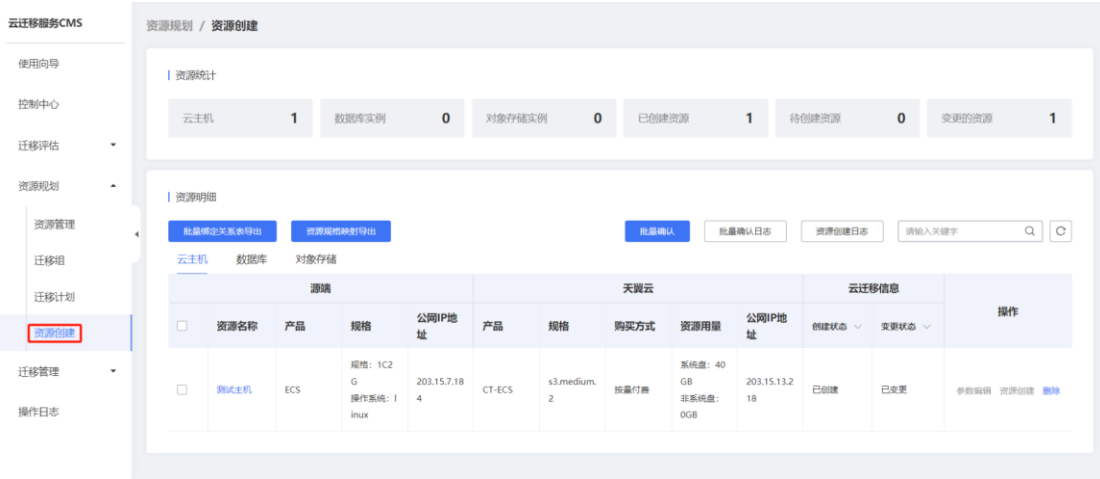 云迁移服务CMS
资源规划 / 资源创建
使用向导
控制中心
迁移评估
资源规划
资源管理
迁移组
迁移计划
资源创建
迁移管理
操作日志
资源统计
云主机 1 数据库实例 0 对象存储实例 0 已创建资源 1 待创建资源 0 变更的资源 1
资源明细
批量绑定关系表导出 资源规格映射导出 批量确认 批量确认日志 资源创建日志 请输入关键字
云主机 数据库 对象存储
源端 天翼云 云迁移信息 操作
资源名称 产品 规格 公网IP地
址 产品 规格 购买方式 资源用量 公网IP地
址 创建状态 变更状态
测试主机 ECS
规格：1C2
G
操作系统：l
inux
203.15.7.18
4
CT-ECS
s3.medium.
2
按量付费
系统盘：40
GB
非系统盘：
0GB
203.15.13.2
18
已创建 已变更 参数编辑 资源创建 删除